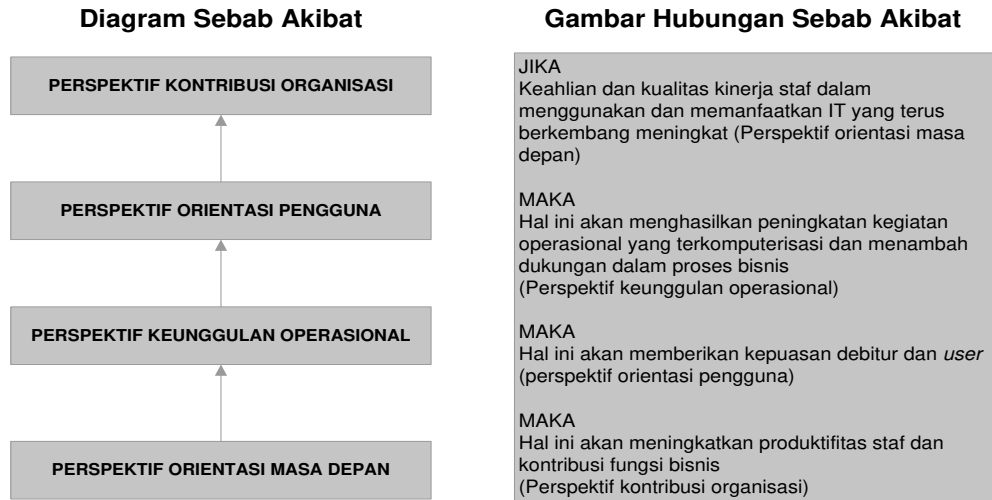 Diagram Sebab Akibat
PERSPEKTIF KONTRIBUSI ORGANISASI
PERSPEKTIF ORIENTASI PENGGUNA
PERSPEKTIF KEUNGGULAN OPERASIONAL
PERSPEKTIF ORIENTASI MASA DEPAN
Gambar Hubungan Sebab Akibat
JIKA
Keahlian dan kualitas kinerja staf dalam
menggunakan dan memanfaatkan IT yang terus
berkembang meningkat (Perspektif orientasi masa
depan)
MAKA
Hal ini akan menghasilkan peningkatan kegiatan
operasional yang terkomputerisasi dan menambah
dukungan dalam proses bisnis
(Perspektif keunggulan operasional)
MAKA
Hal ini akan memberikan kepuasan debitur dan user
(perspektif orientasi pengguna)
MAKA
Hal ini akan meningkatkan produktifitas staf dan
kontribusi fungsi bisnis
(Perspektif kontribusi organisasi)